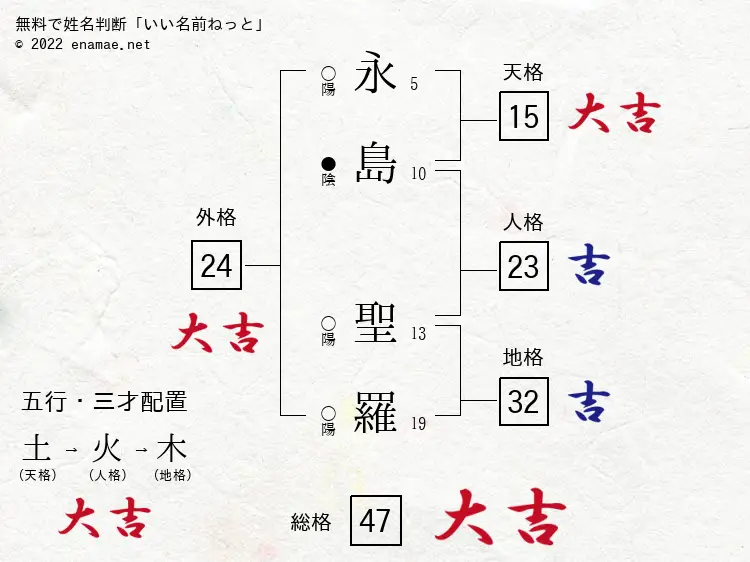 無料で姓名判断「いい名前ねっと」
© 2022 enamae.net
○陽 永 5
●陰 島 10
○陽 聖 13
○陽 羅 19
天格
15 大吉
人格
23 吉
地格
32 吉
外格
24
大吉
五行・三才配置
土→火→木
(天格) (人格) (地格)
大吉
総格 47 大吉